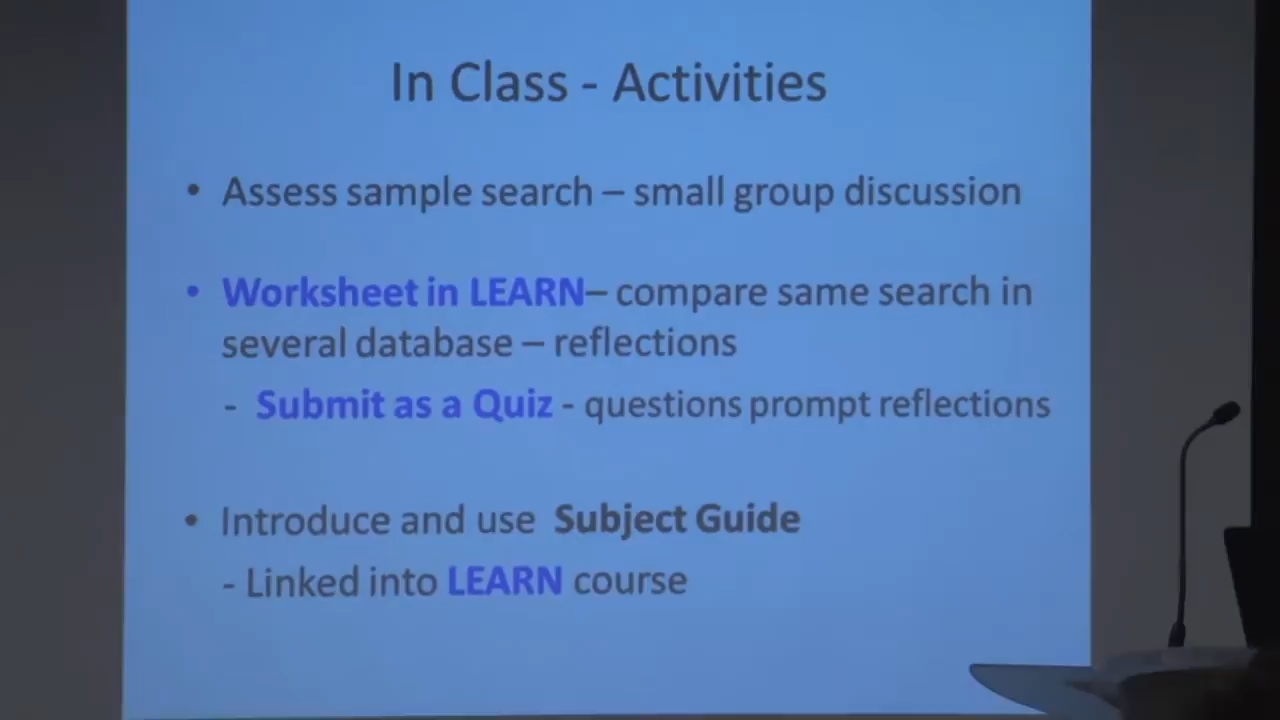 In Class - Activities
• Assess sample search – small group discussion
• Worksheet in LEARN– compare same search in
several database – reflections
- Submit as a Quiz - questions prompt reflections
• Introduce and use Subject Guide
- Linked into LEARN course